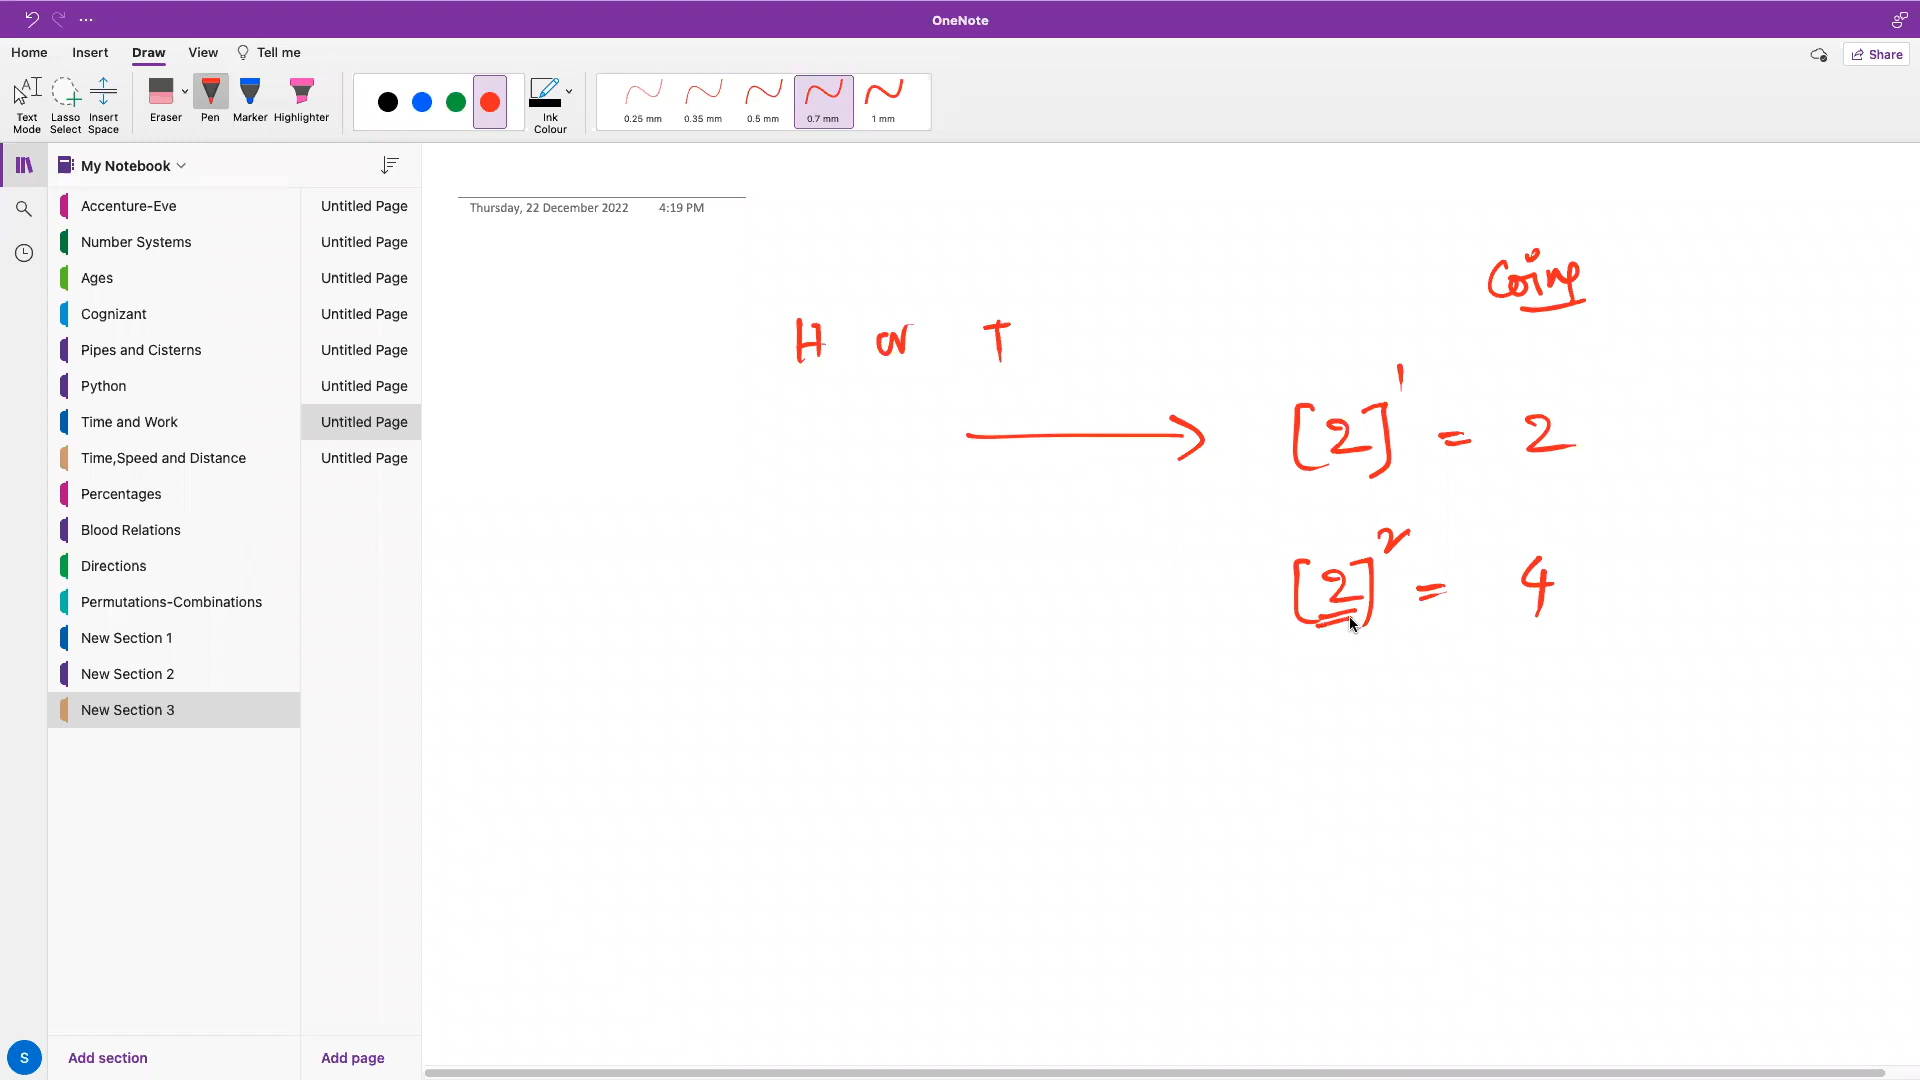 OneNote
Home Insert Draw View Tell me
Share
Text Mode
Lasso Select
Insert Space
Eraser
Pen
Marker
Highlighter
Ink Colour
0.25 mm
0.35 mm
0.5 mm
0.7 mm
1 mm
My Notebook
Accenture-Eve
Number Systems
Ages
Cognizant
Pipes and Cisterns
Python
Time and Work
Time,Speed and Distance
Percentages
Blood Relations
Directions
Permutations-Combinations
New Section 1
New Section 2
New Section 3
Untitled Page
Untitled Page
Untitled Page
Untitled Page
Untitled Page
Untitled Page
Untitled Page
Untitled Page
S
Add section
Add page
Thursday, 22 December 2022 4:19 PM
Coins
H or T
[2]¹ = 2
[2]² = 4